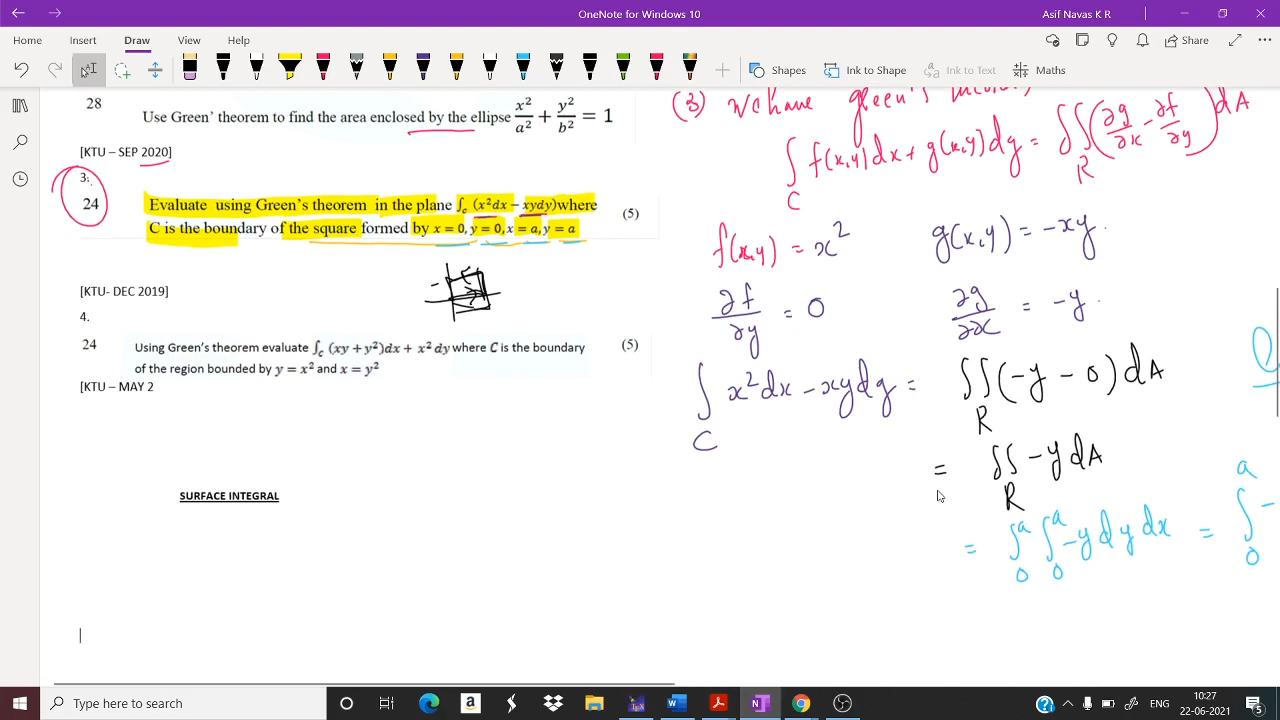 OneNote for Windows 10
Asif Navas K R
Home Insert Draw View Help
Shapes Ink to Shape Ink to Text Maths
Share
28
Use Green' theorem to find the area enclosed by the ellipse x²/a² + y²/b² = 1
[KTU – SEP 2020]
3.
24 Evaluate using Green's theorem in the plane ∫c (x²dx − xydy)where (5)
C is the boundary of the square formed by x = 0, y = 0, x = a, y = a
[KTU- DEC 2019]
4.
24 Using Green's theorem evaluate ∫c (xy + y²)dx + x² dy where C is the boundary (5)
of the region bounded by y = x² and x = y²
[KTU – MAY 2
SURFACE INTEGRAL
(3) We have green's
∫C f(x,y)dx + g(x,y)dy = ∬R (∂g/∂x − ∂f/∂y) dA
f(x,y) = x² g(x,y) = −xy.
∂f/∂y = 0 ∂g/∂x = −y.
∫C x²dx − xydy = ∬R (−y − 0) dA
= ∬R −y dA
= ∫0^a ∫0^a −y dy dx = ∫0^a −
Type here to search
10:27
22-06-2021